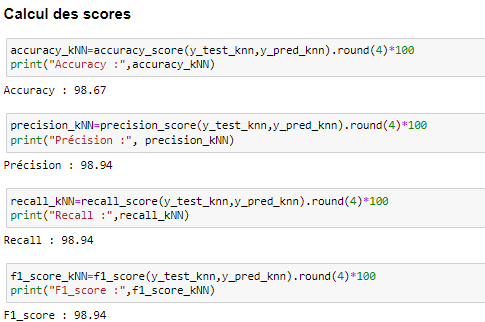 Calcul des scores
accuracy_kNN=accuracy_score(y_test_knn,y_pred_knn).round(4)*100
print("Accuracy :",accuracy_kNN)
Accuracy : 98.67
precision_kNN=precision_score(y_test_knn,y_pred_knn).round(4)*100
print("Précision :", precision_kNN)
Précision : 98.94
recall_kNN=recall_score(y_test_knn,y_pred_knn).round(4)*100
print("Recall :",recall_kNN)
Recall : 98.94
f1_score_kNN=f1_score(y_test_knn,y_pred_knn).round(4)*100
print("F1_score :",f1_score_kNN)
F1_score : 98.94